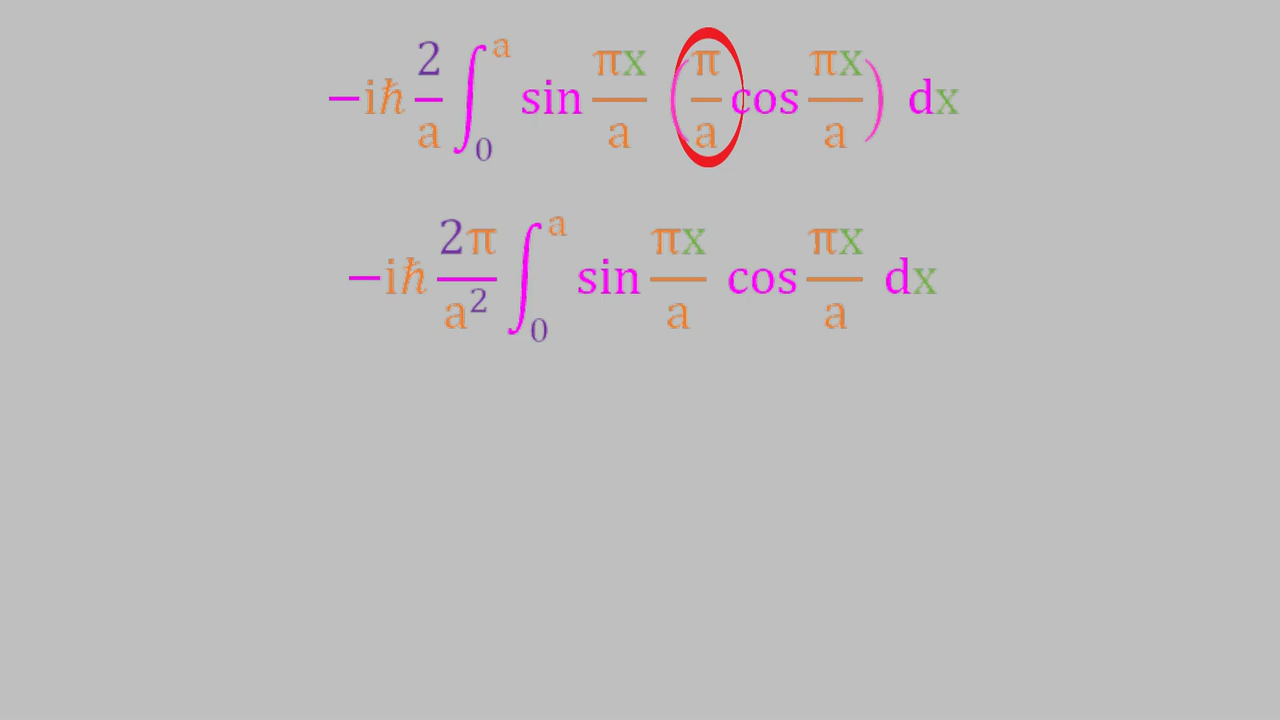 −iħ 2/a ∫₀ᵃ sin πx/a (π/a cos πx/a) dx
−iħ 2π/a² ∫₀ᵃ sin πx/a cos πx/a dx